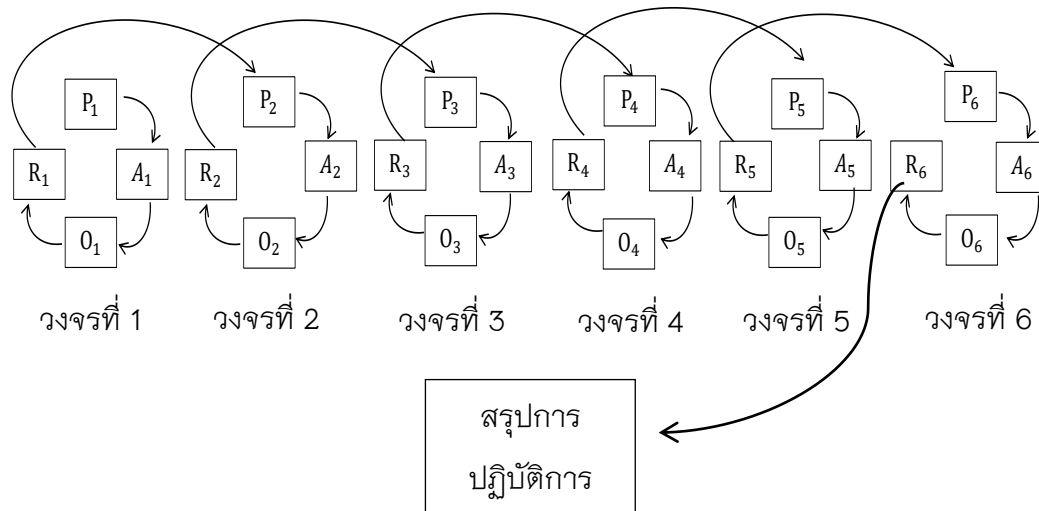 P₁ P₂ P₃ P₄ P₅ P₆
R₁ A₁ R₂ A₂ R₃ A₃ R₄ A₄ R₅ A₅ R₆ A₆
O₁ O₂ O₃ O₄ O₅ O₆
วงจรที่ 1 วงจรที่ 2 วงจรที่ 3 วงจรที่ 4 วงจรที่ 5 วงจรที่ 6
สรุปการ
ปฏิบัติการ